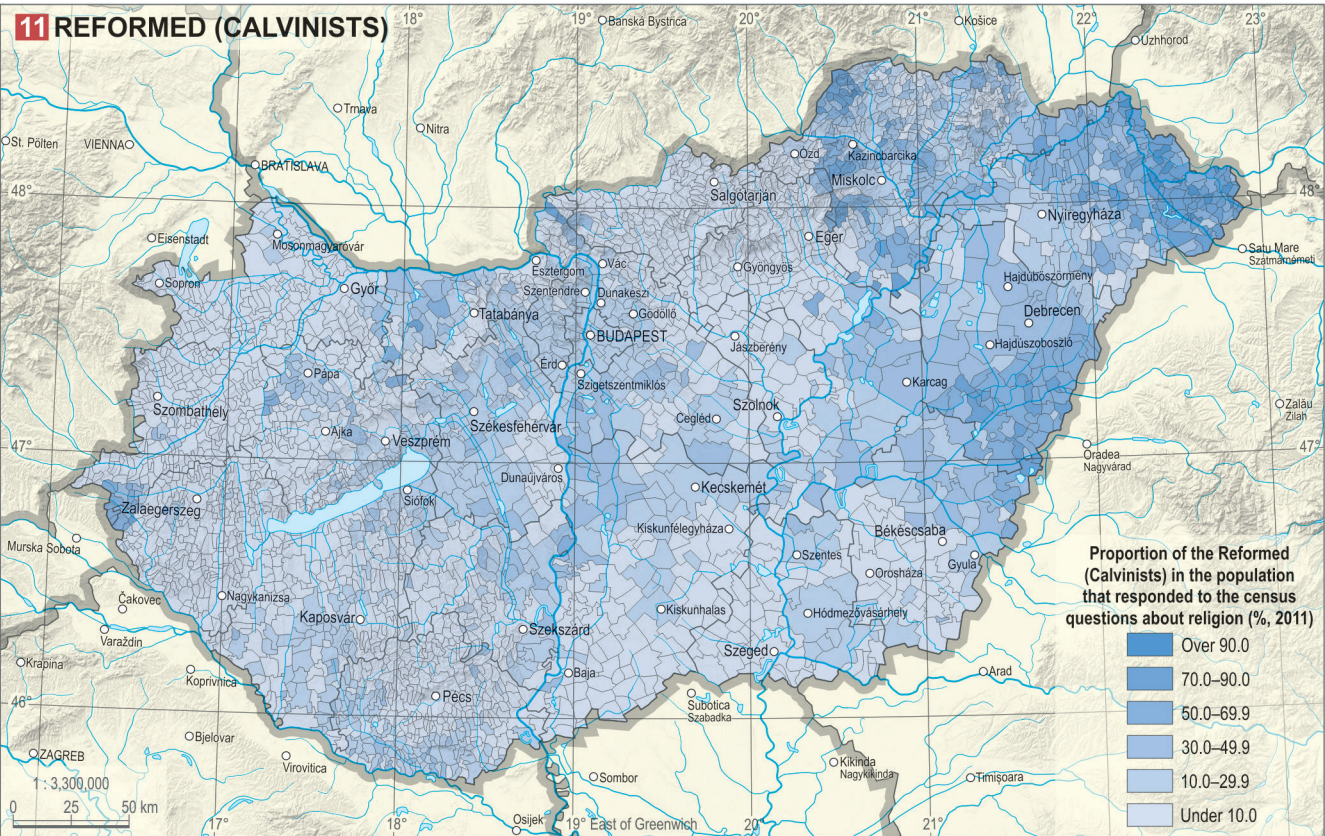 11 REFORMED (CALVINISTS)
18°
19°
20°
21°
22°
23°
Banská Bystrica
Košice
Uzhhorod
Trnava
Nitra
St. Pölten
VIENNA
BRATISLAVA
Ózd
Kazincbarcika
Miskolc
Salgótarján
48°
48°
Nyíregyháza
Eisenstadt
Mosonmagyaróvár
Eger
Satu Mare
Szatmárnémeti
Sopron
Esztergom
Vác
Gyöngyös
Hajdúböszörmény
Győr
Szentendre
Dunakeszi
Tatabánya
Gödöllő
Debrecen
BUDAPEST
Jászberény
Hajdúszoboszló
Érd
Pápa
Szigetszentmiklós
Karcag
Szombathely
Cegléd
Szolnok
Zalău
Zilah
Székesfehérvár
Ajka
Veszprém
47°
47°
Oradea
Nagyvárad
Dunaújváros
Siófok
Kecskemét
Zalaegerszeg
Kiskunfélegyháza
Békéscsaba
Murska Sobota
Szentes
Gyula
Orosháza
Čakovec
Nagykanizsa
Kaposvár
Kiskunhalas
Hódmezővásárhely
Varaždin
Szekszárd
Szeged
Krapina
Koprivnica
Baja
Arad
46°
46°
Pécs
Subotica
Szabadka
Bjelovar
ZAGREB
Virovitica
Kikinda
Nagykikinda
Sombor
Timişoara
Osijek
Proportion of the Reformed
(Calvinists) in the population
that responded to the census
questions about religion (%, 2011)
Over 90.0
70.0–90.0
50.0–69.9
30.0–49.9
10.0–29.9
Under 10.0
1 : 3,300,000
0 25 50 km
17°
18°
19° East of Greenwich
20°
21°